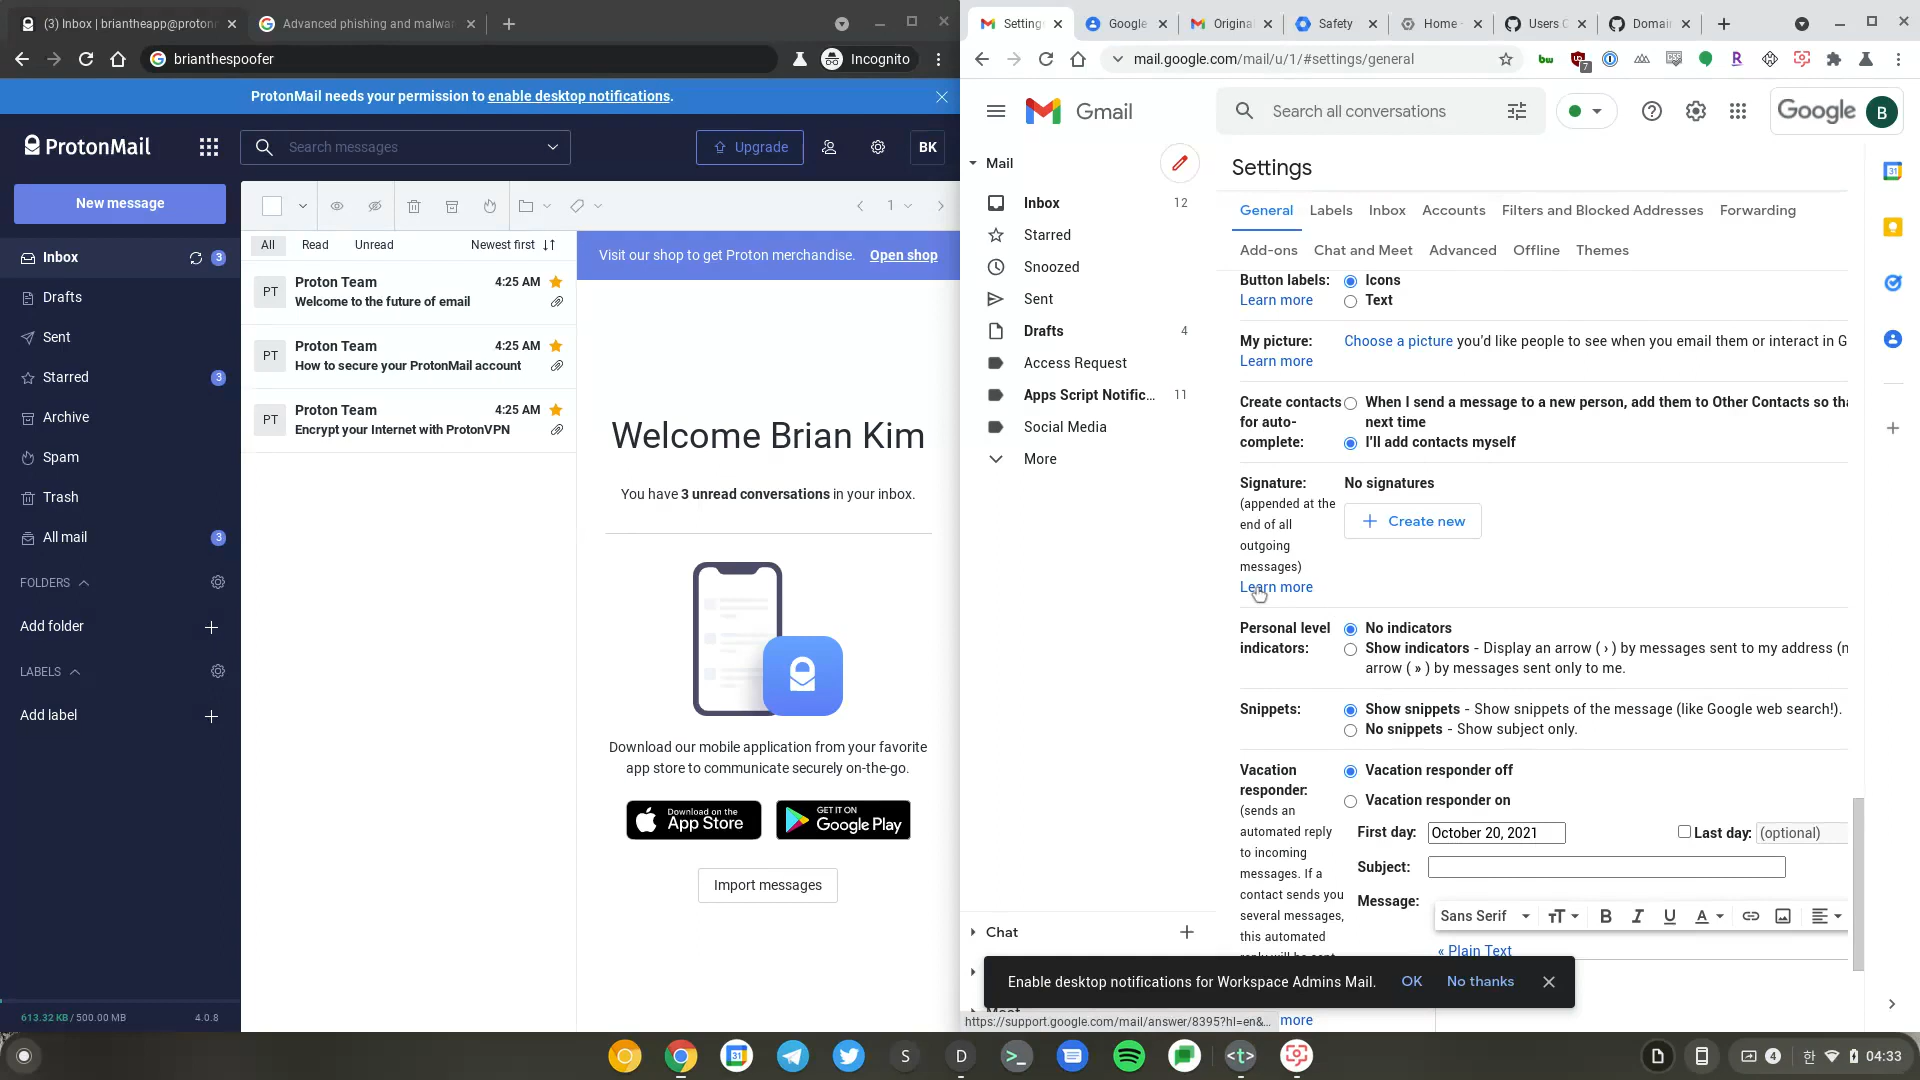 (3) Inbox | briantheapp@proton
Advanced phishing and malwar
brianthespoofer
Incognito
ProtonMail needs your permission to enable desktop notifications.
ProtonMail
Search messages
Upgrade
BK
New message
All
Read
Unread
Newest first
Visit our shop to get Proton merchandise. Open shop
Inbox
3
Drafts
Sent
Starred
3
Archive
Spam
Trash
All mail
3
FOLDERS
Add folder
LABELS
Add label
613.32 KB / 500.00 MB
4.0.8
1
PT
Proton Team
4:25 AM
Welcome to the future of email
PT
Proton Team
4:25 AM
How to secure your ProtonMail account
PT
Proton Team
4:25 AM
Encrypt your Internet with ProtonVPN
Welcome Brian Kim
You have 3 unread conversations in your inbox.
Download our mobile application from your favorite
app store to communicate securely on-the-go.
Download on the
App Store
GET IT ON
Google Play
Import messages
Setting
Google
Origina
Safety
Home -
Users C
Domai
mail.google.com/mail/u/1/#settings/general
7
Gmail
Search all conversations
Google
B
Mail
Inbox
12
Starred
Snoozed
Sent
Drafts
4
Access Request
Apps Script Notific...
11
Social Media
More
Chat
Settings
General
Labels
Inbox
Accounts
Filters and Blocked Addresses
Forwarding
Add-ons
Chat and Meet
Advanced
Offline
Themes
Button labels:
Learn more
Icons
Text
My picture:
Learn more
Choose a picture you'd like people to see when you email them or interact in G
Create contacts
for auto-
complete:
When I send a message to a new person, add them to Other Contacts so tha
next time
I'll add contacts myself
Signature:
(appended at the
end of all
outgoing
messages)
Learn more
No signatures
Create new
Personal level
indicators:
No indicators
Show indicators - Display an arrow ( › ) by messages sent to my address (n
arrow ( » ) by messages sent only to me.
Snippets:
Show snippets - Show snippets of the message (like Google web search!).
No snippets - Show subject only.
Vacation
responder:
(sends an
automated reply
to incoming
messages. If a
contact sends you
several messages,
this automated
Vacation responder off
Vacation responder on
First day:
October 20, 2021
Last day:
(optional)
Subject:
Message:
Sans Serif
« Plain Text
Enable desktop notifications for Workspace Admins Mail.
OK
No thanks
https://support.google.com/mail/answer/8395?hl=en&...
more
31
S
D
<t>
4
한
04:33